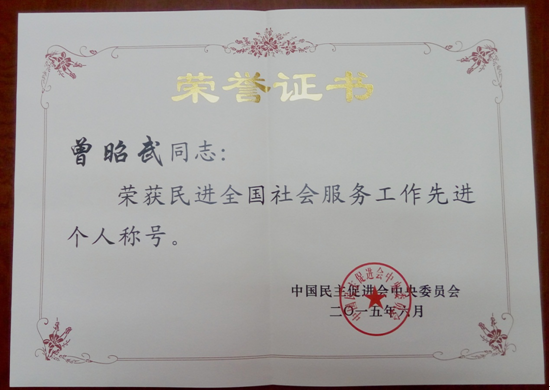 荣誉证书
曾昭武同志：
荣获民进全国社会服务工作先进
个人称号。
中国民主促进会中央委员会
二〇一五年六月